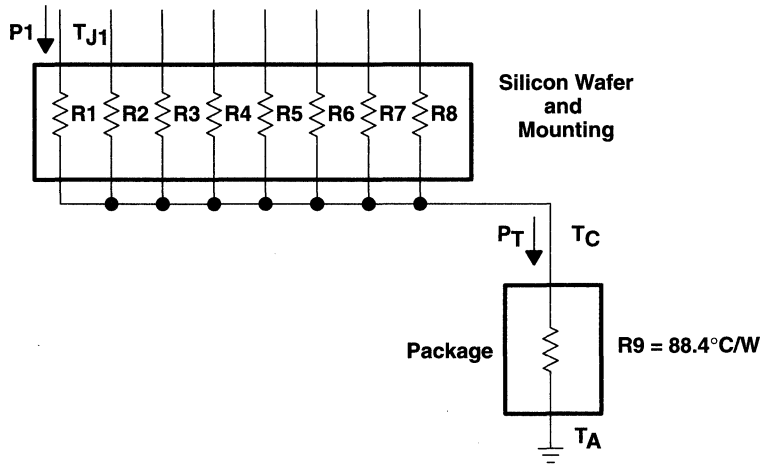 P1 TJ1
R1 R2 R3 R4 R5 R6 R7 R8
Silicon Wafer
and
Mounting
PT TC
Package
R9 = 88.4°C/W
TA